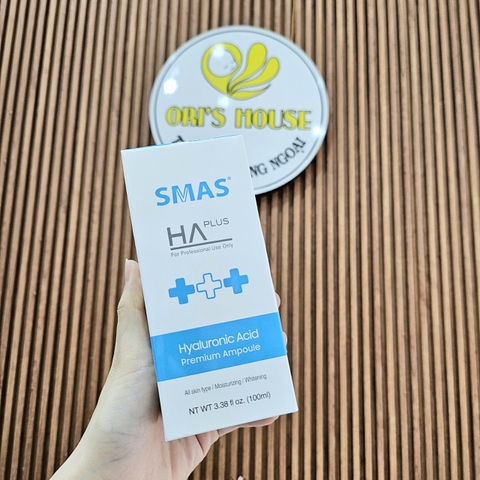 ORI'S HOUSE
NGOẠI
SMAS®
HA PLUS
For Professional Use Only
Hyaluronic Acid
Premium Ampoule
All skin type / Moisturizing / Whitening
NT WT 3.38 fl oz. (100ml)